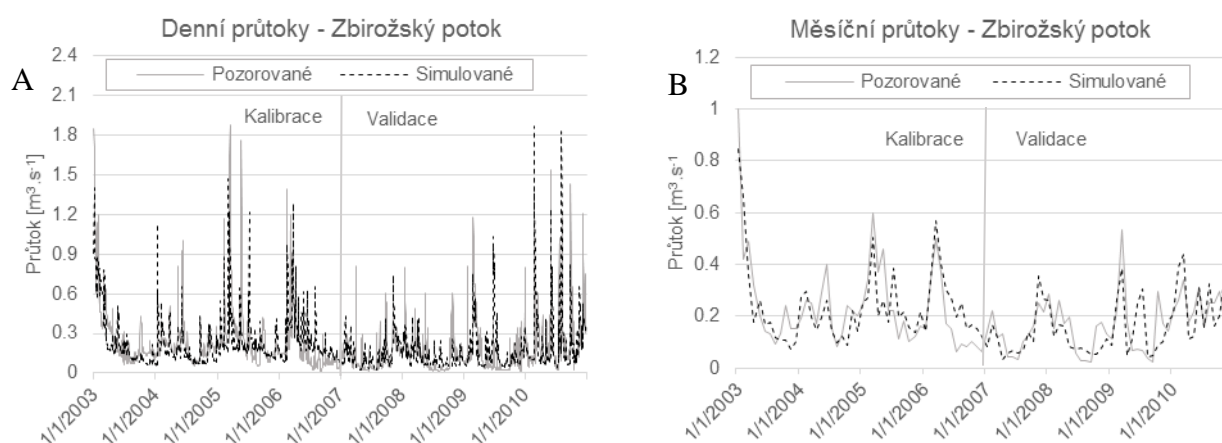 A
Denní průtoky - Zbirožský potok
Pozorované
Simulované
Kalibrace
Validace
Průtok [m³.s⁻¹]
2.4
2.1
1.8
1.5
1.2
0.9
0.6
0.3
0
1/1/2003
1/1/2004
1/1/2005
1/1/2006
1/1/2007
1/1/2008
1/1/2009
1/1/2010
B
Měsíční průtoky - Zbirožský potok
Pozorované
Simulované
Kalibrace
Validace
Průtok [m³.s⁻¹]
1.2
1
0.8
0.6
0.4
0.2
0
1/1/2003
1/1/2004
1/1/2005
1/1/2006
1/1/2007
1/1/2008
1/1/2009
1/1/2010